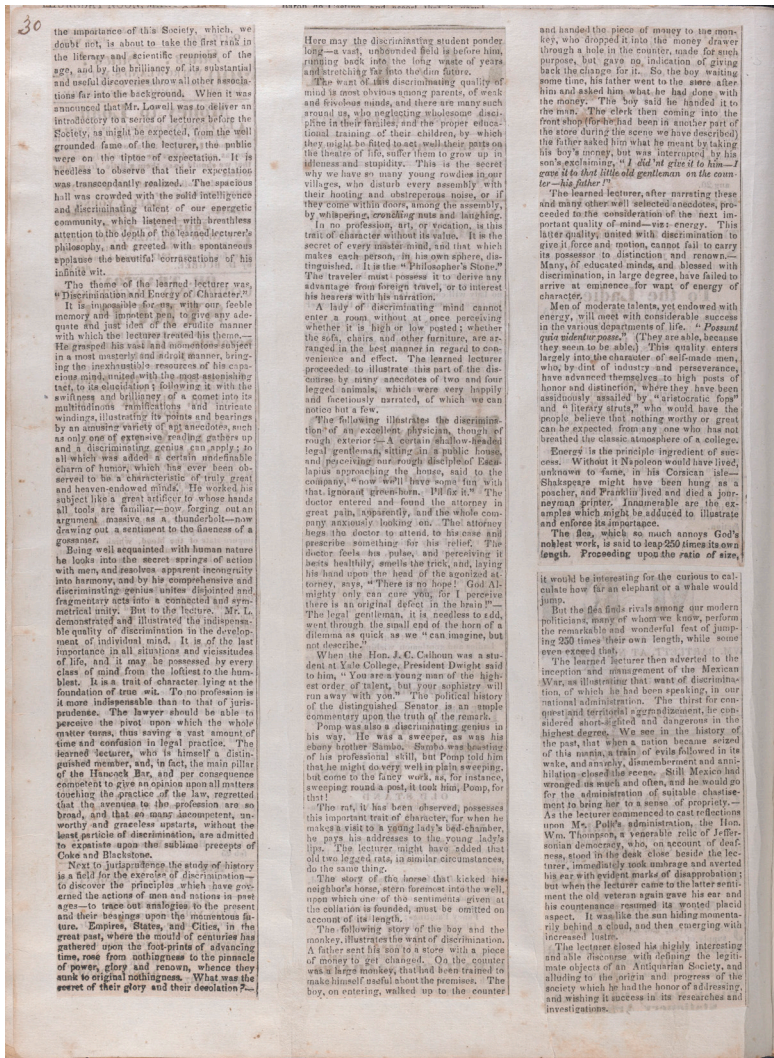 30
the importance of this Society, which, we
doubt not, is about to take the first rank in
the literary and scientific reunions of the
age, and by the brilliancy of its substantial
and useful discoveries throw all other associa-
tions far into the background. When it was
announced that Mr. Lowell was to deliver an
introductory to a series of lectures before the
Society, as might be expected, from the well
grounded fame of the lecturer, the public
were on the tiptoe of expectation. It is
needless to observe that their expectation
was transcendantly realized. The spacious
hall was crowded with the solid intelligence
and discriminating talent of our energetic
community, which listened with breathless
attention to the depth of the learned lecturer's
philosophy, and greeted with spontaneous
applause the beautiful corruscations of his
infinite wit.
The theme of the learned lecturer was,
"Discrimination and Energy of Character."
It is impossible for us, with our feeble
memory and impotent pen, to give any ade-
quate and just idea of the erudite manner
with which the lecturer treated his theme.—
He grasped his vast and momentous subject
in a most masterly and adroit manner, bring-
ing the inexhaustible resources of his capa-
cious mind, united with the most astonishing
tact, to its elucidation; following it with the
swiftness and brilliancy of a comet into its
multitudinous ramifications and intricate
windings, illustrating its points and bearings
by an amusing variety of apt anecdotes, such
as only one of extensive reading gathers up
and a discriminating genius can apply; to
all which was added a certain undefinable
charm of humor, which has ever been ob-
served to be a characteristic of truly great
and heaven-endowed minds. He worked his
subject like a great artificer to whose hands
all tools are familiar—now forging out an
argument massive as a thunderbolt—now
drawing out a sentiment to the fineness of a
gossamer.
Being well acquainted with human nature
he looks into the secret springs of action
with men, and resolves apparent incongruity
into harmony, and by his comprehensive and
discriminating genius unites disjointed and
fragmentary acts into a connected and sym-
metrical unity. But to the lecture. Mr. L.
demonstrated and illustrated the indispensa-
ble quality of discrimination in the develop-
ment of individual mind. It is of the last
importance in all situations and vicissitudes
of life, and it may be possessed by every
class of mind from the loftiest to the hum-
blest. It is a trait of character lying at the
foundation of true wit. To no profession is
it more indispensable than to that of juris-
prudence. The lawyer should be able to
perceive the pivot upon which the whole
matter turns, thus saving a vast amount of
time and confusion in legal practice. The
learned lecturer, who is himself a distin-
guished member, and, in fact, the main pillar
of the Hancock Bar, and per consequence
competent to give an opinion upon all matters
touching the practice of the law, regretted
that the avenues to the profession are so
broad, and that so many incompetent, un-
worthy and graceless upstarts, without the
least particle of discrimination, are admitted
to expatiate upon the sublime precepts of
Coke and Blackstone.
Next to jurisprudence the study of history
is a field for the exercise of discrimination—
to discover the principles which have gov-
erned the actions of men and nations in past
ages—to trace out analogies to the present
and their bearings upon the momentous fu-
ture. Empires, States, and Cities, in the
great past, where the mould of centuries has
gathered upon the foot-prints of advancing
time, rose from nothingness to the pinnacle
of power, glory and renown, whence they
sunk to original nothingness. What was the
secret of their glory and their desolation?—
Here may the discriminating student ponder
long—a vast, unbounded field is before him,
running back into the long waste of years
and stretching far into the dim future.
The want of this discriminating quality of
mind is most obvious among parents, of weak
and frivolous minds, and there are many such
around us, who neglecting wholesome disci-
pline in their families, and the proper educa-
tional training of their children, by which
they might be fitted to act well their parts on
the theatre of life, suffer them to grow up in
idleness and stupidity. This is the secret
why we have so many young rowdies in our
villages, who disturb every assembly with
their hooting and obstreperous noise, or if
they come within doors, among the assembly,
by whispering, cronching nuts and laughing.
In no profession, art, or vocation, is this
trait of character without its value. It is the
secret of every master mind, and that which
makes each person, in his own sphere, dis-
tinguished. It is the "Philosopher's Stone."
The traveler must possess it to derive any
advantage from foreign travel, or to interest
his hearers with his narration.
A lady of discriminating mind cannot
enter a room without at once perceiving
whether it is high or low posted; whether
the sofa, chairs and other furniture, are ar-
ranged in the best manner in regard to con-
venience and effect. The learned lecturer
proceeded to illustrate this part of the dis-
course by many anecdotes of two and four
legged animals, which were very happily
and facetiously narrated, of which we can
notice but a few.
The following illustrates the discrimina-
tion of an excellent physician, though of
rough exterior:—A certain shallow-headed
legal gentleman, sitting in a public house,
and perceiving our rough disciple of Escu-
lapius approaching the house, said to the
company, "now we'll have some fun with
that ignorant green-horn. I'll fix it." The
doctor entered and found the attorney in
great pain, apparently, and the whole com-
pany anxiously looking on. The attorney
begs the doctor to attend, to his case and
prescribe something for his relief. The
doctor feels his pulse, and perceiving it
beats healthily, smells the trick, and, laying
his hand upon the head of the agonized at-
torney, says, "There is no hope! God Al-
mighty only can cure you, for I perceive
there is an original defect in the brain!"—
The legal gentleman, it is needless to add,
went through the small end of the horn of a
dilemma as quick as we "can imagine, but
not describe."
When the Hon. J. C. Calhoun was a stu-
dent at Yale College, President Dwight said
to him, "You are a young man of the high-
est order of talent, but your sophistry will
run away with you." The political history
of the distinguished Senator is an ample
commentary upon the truth of the remark.
Pomp was also a discriminating genius in
his way. He was a sweeper, as was his
ebony brother Sambo. Sambo was boasting
of his professional skill, but Pomp told him
that he might do very well in plain sweeping,
but come to the fancy work, as, for instance,
sweeping round a post, it took him, Pomp, for
that!
The rat, it has been observed, possesses
this important trait of character, for when he
makes a visit to a young lady's bed-chamber,
he pays his addresses to the young lady's
lips. The lecturer might have added that
old two legged rats, in similar circumstances,
do the same thing.
The story of the horse that kicked his
neighbor's horse, stern foremost into the well,
upon which one of the sentiments given at
the collation is founded, must be omitted on
account of its length.
The following story of the boy and the
monkey, illustrates the want of discrimination.
A father sent his son to a store with a piece
of money to get changed. On the counter
was a large monkey, that had been trained to
make himself useful about the premises. The
boy, on entering, walked up to the counter
and handed the piece of money to the mon-
key, who dropped it into the money drawer
through a hole in the counter, made for such
purpose, but gave no indication of giving
back the change for it. So the boy waiting
some time, his father went to the store after
him and asked him what he had done with
the money. The boy said he handed it to
the man. The clerk then coming into the
front shop (for he had been in another part of
the store during the scene we have described)
the father asked him what he meant by taking
his boy's money, but was interrupted by his
son's exclaiming, "I did'nt give it to him—I
gave it to that little old gentleman on the coun-
ter—his father!"
The learned lecturer, after narrating these
and many other well selected anecdotes, pro-
ceeded to the consideration of the next im-
portant quality of mind—viz: energy. This
latter quality, united with discrimination to
give it force and motion, cannot fail to carry
its possessor to distinction and renown.—
Many, of educated minds, and blessed with
discrimination, in large degree, have failed to
arrive at eminence for want of energy of
character.
Men of moderate talents, yet endowed with
energy, will meet with considerable success
in the various departments of life. "Possunt
quia videntur posse." (They are able, because
they seem to be able.) This quality enters
largely into the character of self-made men,
who, by dint of industry and perseverance,
have advanced themselves to high posts of
honor and distinction, where they have been
assiduously assailed by "aristocratic fops"
and "literary struts," who would have the
people believe that nothing worthy or great
can be expected from any one who has not
breathed the classic atmosphere of a college.
Energy is the principle ingredient of suc-
cess. Without it Napoleon would have lived,
unknown to fame, in his Corsican isle—
Shakspeare might have been hung as a
poacher, and Franklin lived and died a jour-
neyman printer. Innumerable are the ex-
amples which might be adduced to illustrate
and enforce its importance.
The flea, which so much annoys God's
noblest work, is said to leap 250 times its own
length. Proceeding upon the ratio of size,
it would be interesting for the curious to cal-
culate how far an elephant or a whale would
jump.
But the flea finds rivals among our modern
politicians, many of whom we know, perform
the remarkable and wonderful feat of jump-
ing 250 times their own length, while some
even exceed that.
The learned lecturer then adverted to the
inception and management of the Mexican
War, as illustrating that want of discrimina-
tion, of which he had been speaking, in our
national administration. The thirst for con-
quest and territorial aggrandizement, he con-
sidered short-sighted and dangerous in the
highest degree. We see in the history of
the past, that when a nation became seized
of this mania, a train of evils followed in its
wake, and anarchy, dismemberment and anni-
hilation closed the scene. Still Mexico had
wronged us much and often, and he would go
for the administration of suitable chastise-
ment to bring her to a sense of propriety.—
As the lecturer commenced to cast reflections
upon Mr. Polk's administration, the Hon.
Wm. Thompson, a venerable relic of Jeffer-
sonian democracy, who, on account of deaf-
ness, stood in the desk close beside the lec-
turer, immediately took umbrage and averted
his ear with evident marks of disapprobation;
but when the lecturer came to the latter senti-
ment the old veteran again gave his ear and
his countenance resumed its wonted placid
aspect. It was like the sun hiding momenta-
rily behind a cloud, and then emerging with
increased lustre.
The lecturer closed his highly interesting
and able discourse with defining the legiti-
mate objects of an Antiquarian Society, and
alluding to the origin and progress of the
society which he had the honor of addressing,
and wishing it success in its researches and
investigations.